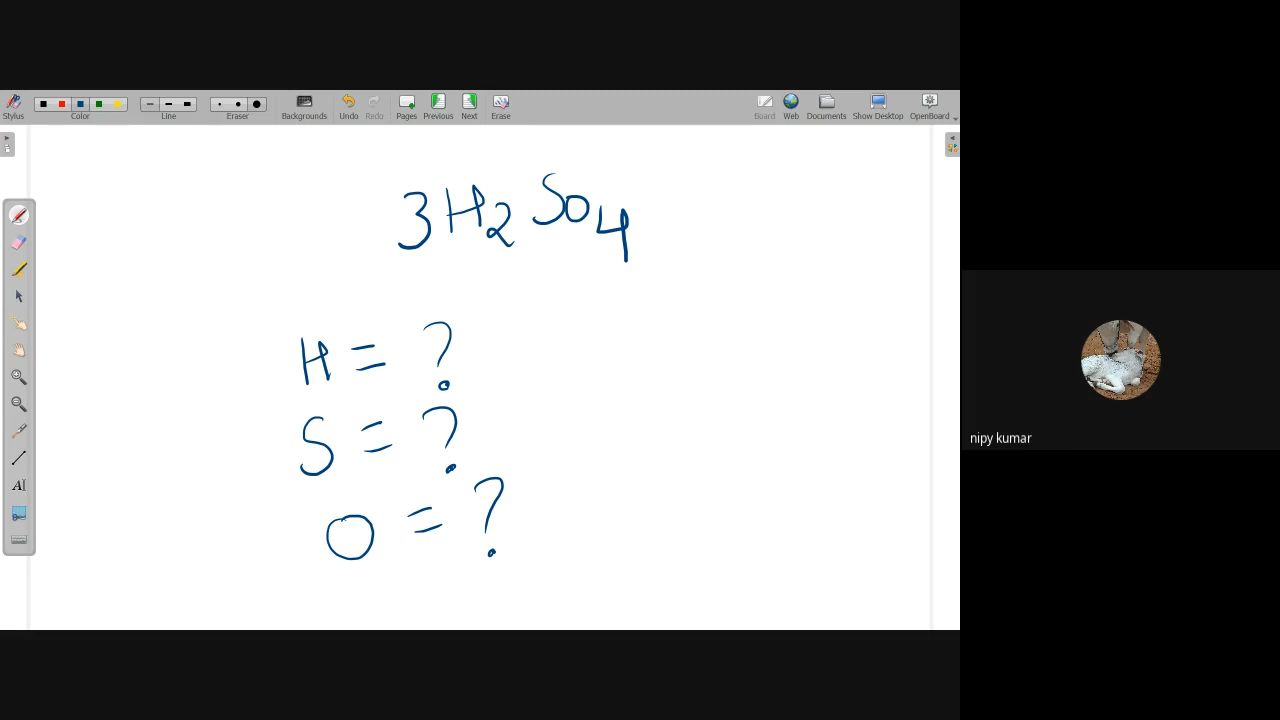 Stylus Color Line Eraser Backgrounds Undo Redo Pages Previous Next Erase Board Web Documents Show Desktop OpenBoard
3H2SO4
H = ?
S = ?
O = ?
nipy kumar